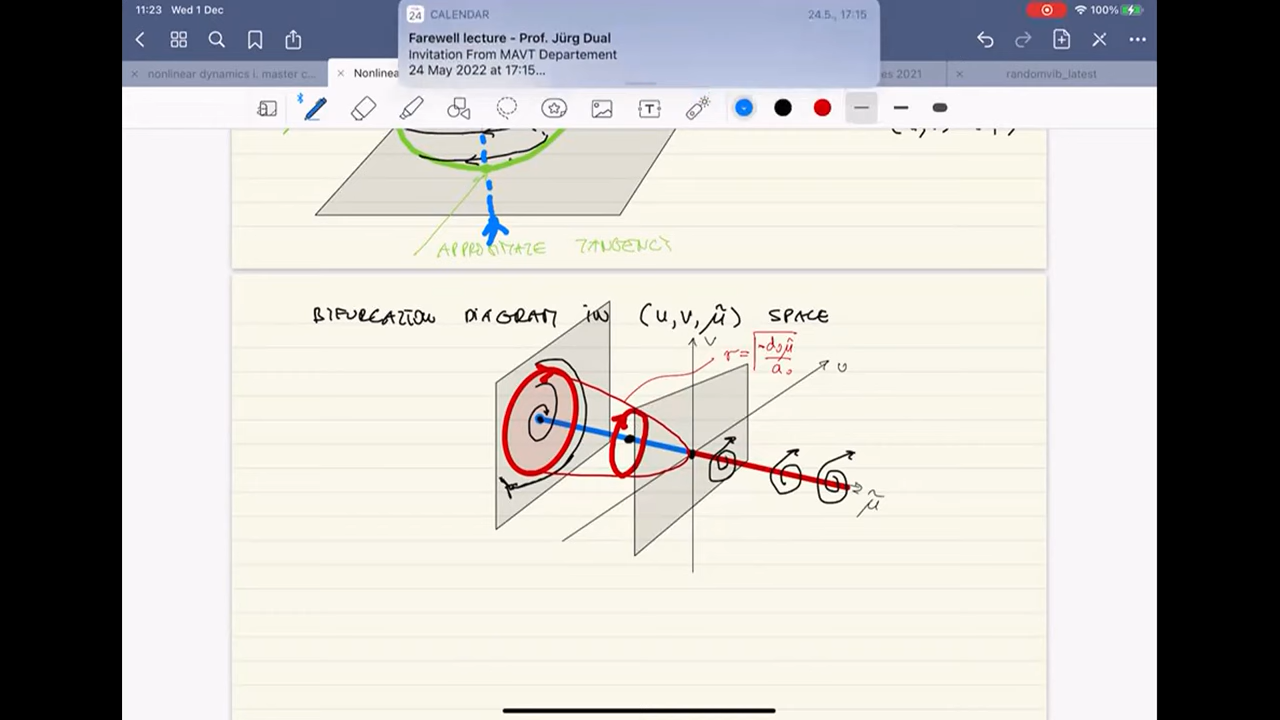 11:23 Wed 1 Dec
100%
24
CALENDAR
24.5., 17:15
Farewell lecture - Prof. Jürg Dual
Invitation From MAVT Departement
24 May 2022 at 17:15...
nonlinear dynamics i. master c...
Nonlinea
es 2021
randomvib_latest
T
APPROXIMATE TANGENCY
BIFURCATION DIAGRAM IN (u,v,μ̃) SPACE
v
r=√(-d₀μ̃/a₀)
u
μ̃